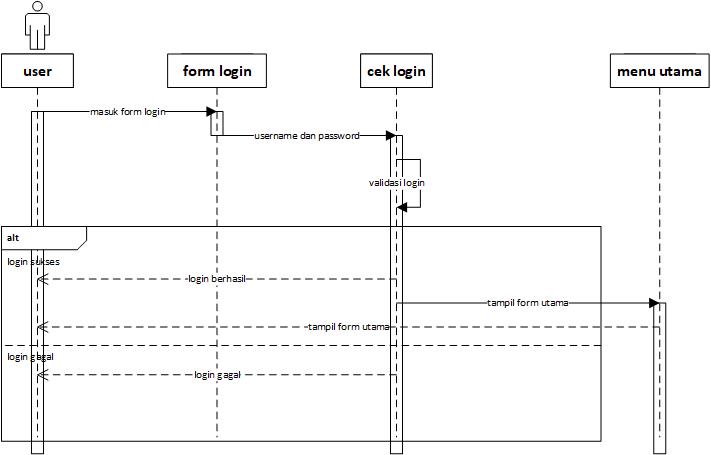 user
form login
cek login
menu utama
masuk form login
username dan password
validasi login
alt
login sukses
login berhasil
tampil form utama
tampil form utama
login gagal
login gagal